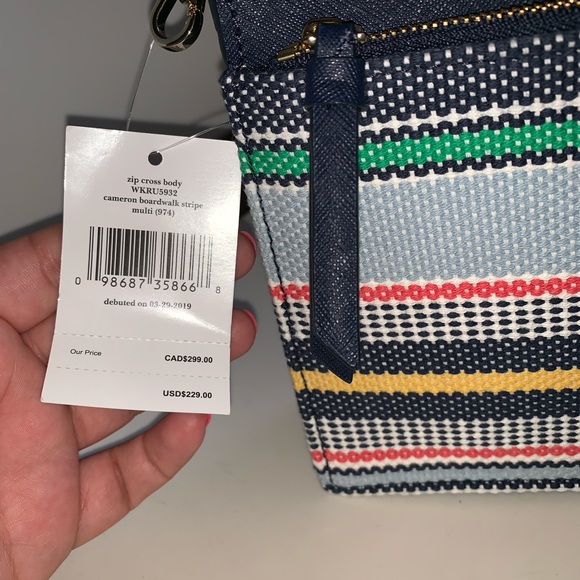 zip cross body
WKRU5932
cameron boardwalk stripe
multi (974)
0 98687 35866 8
debuted on 05-29-2019
Our Price CAD$299.00
USD$229.00